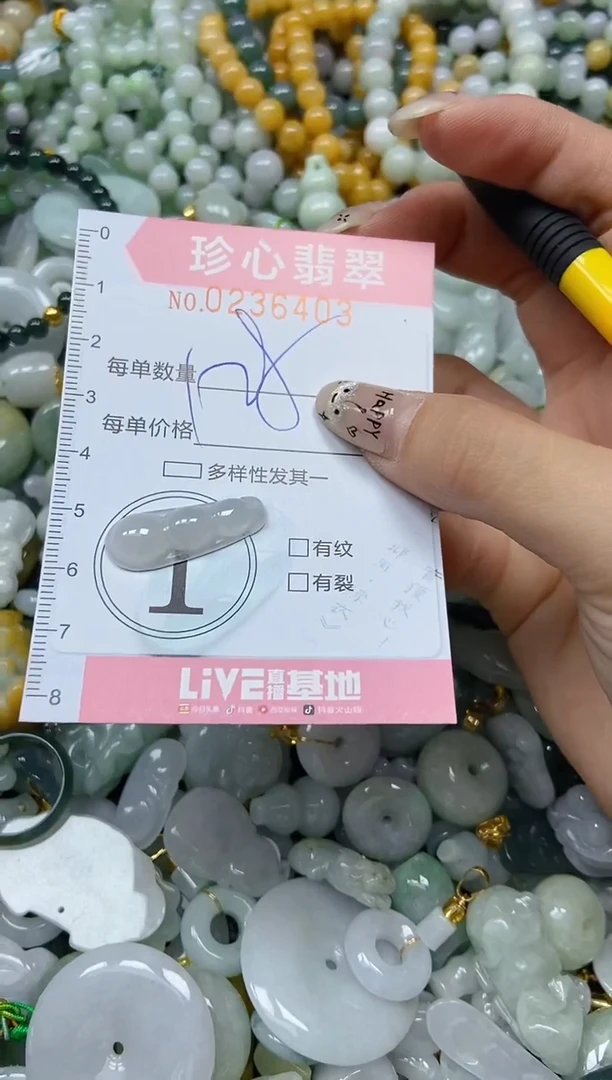 珍心翡翠
NO.0236403
0
1
2
3
4
5
6
7
8
每单数量
28
每单价格
多样性发其一
1
有纹
有裂
HAPPY
LiVE直播基地